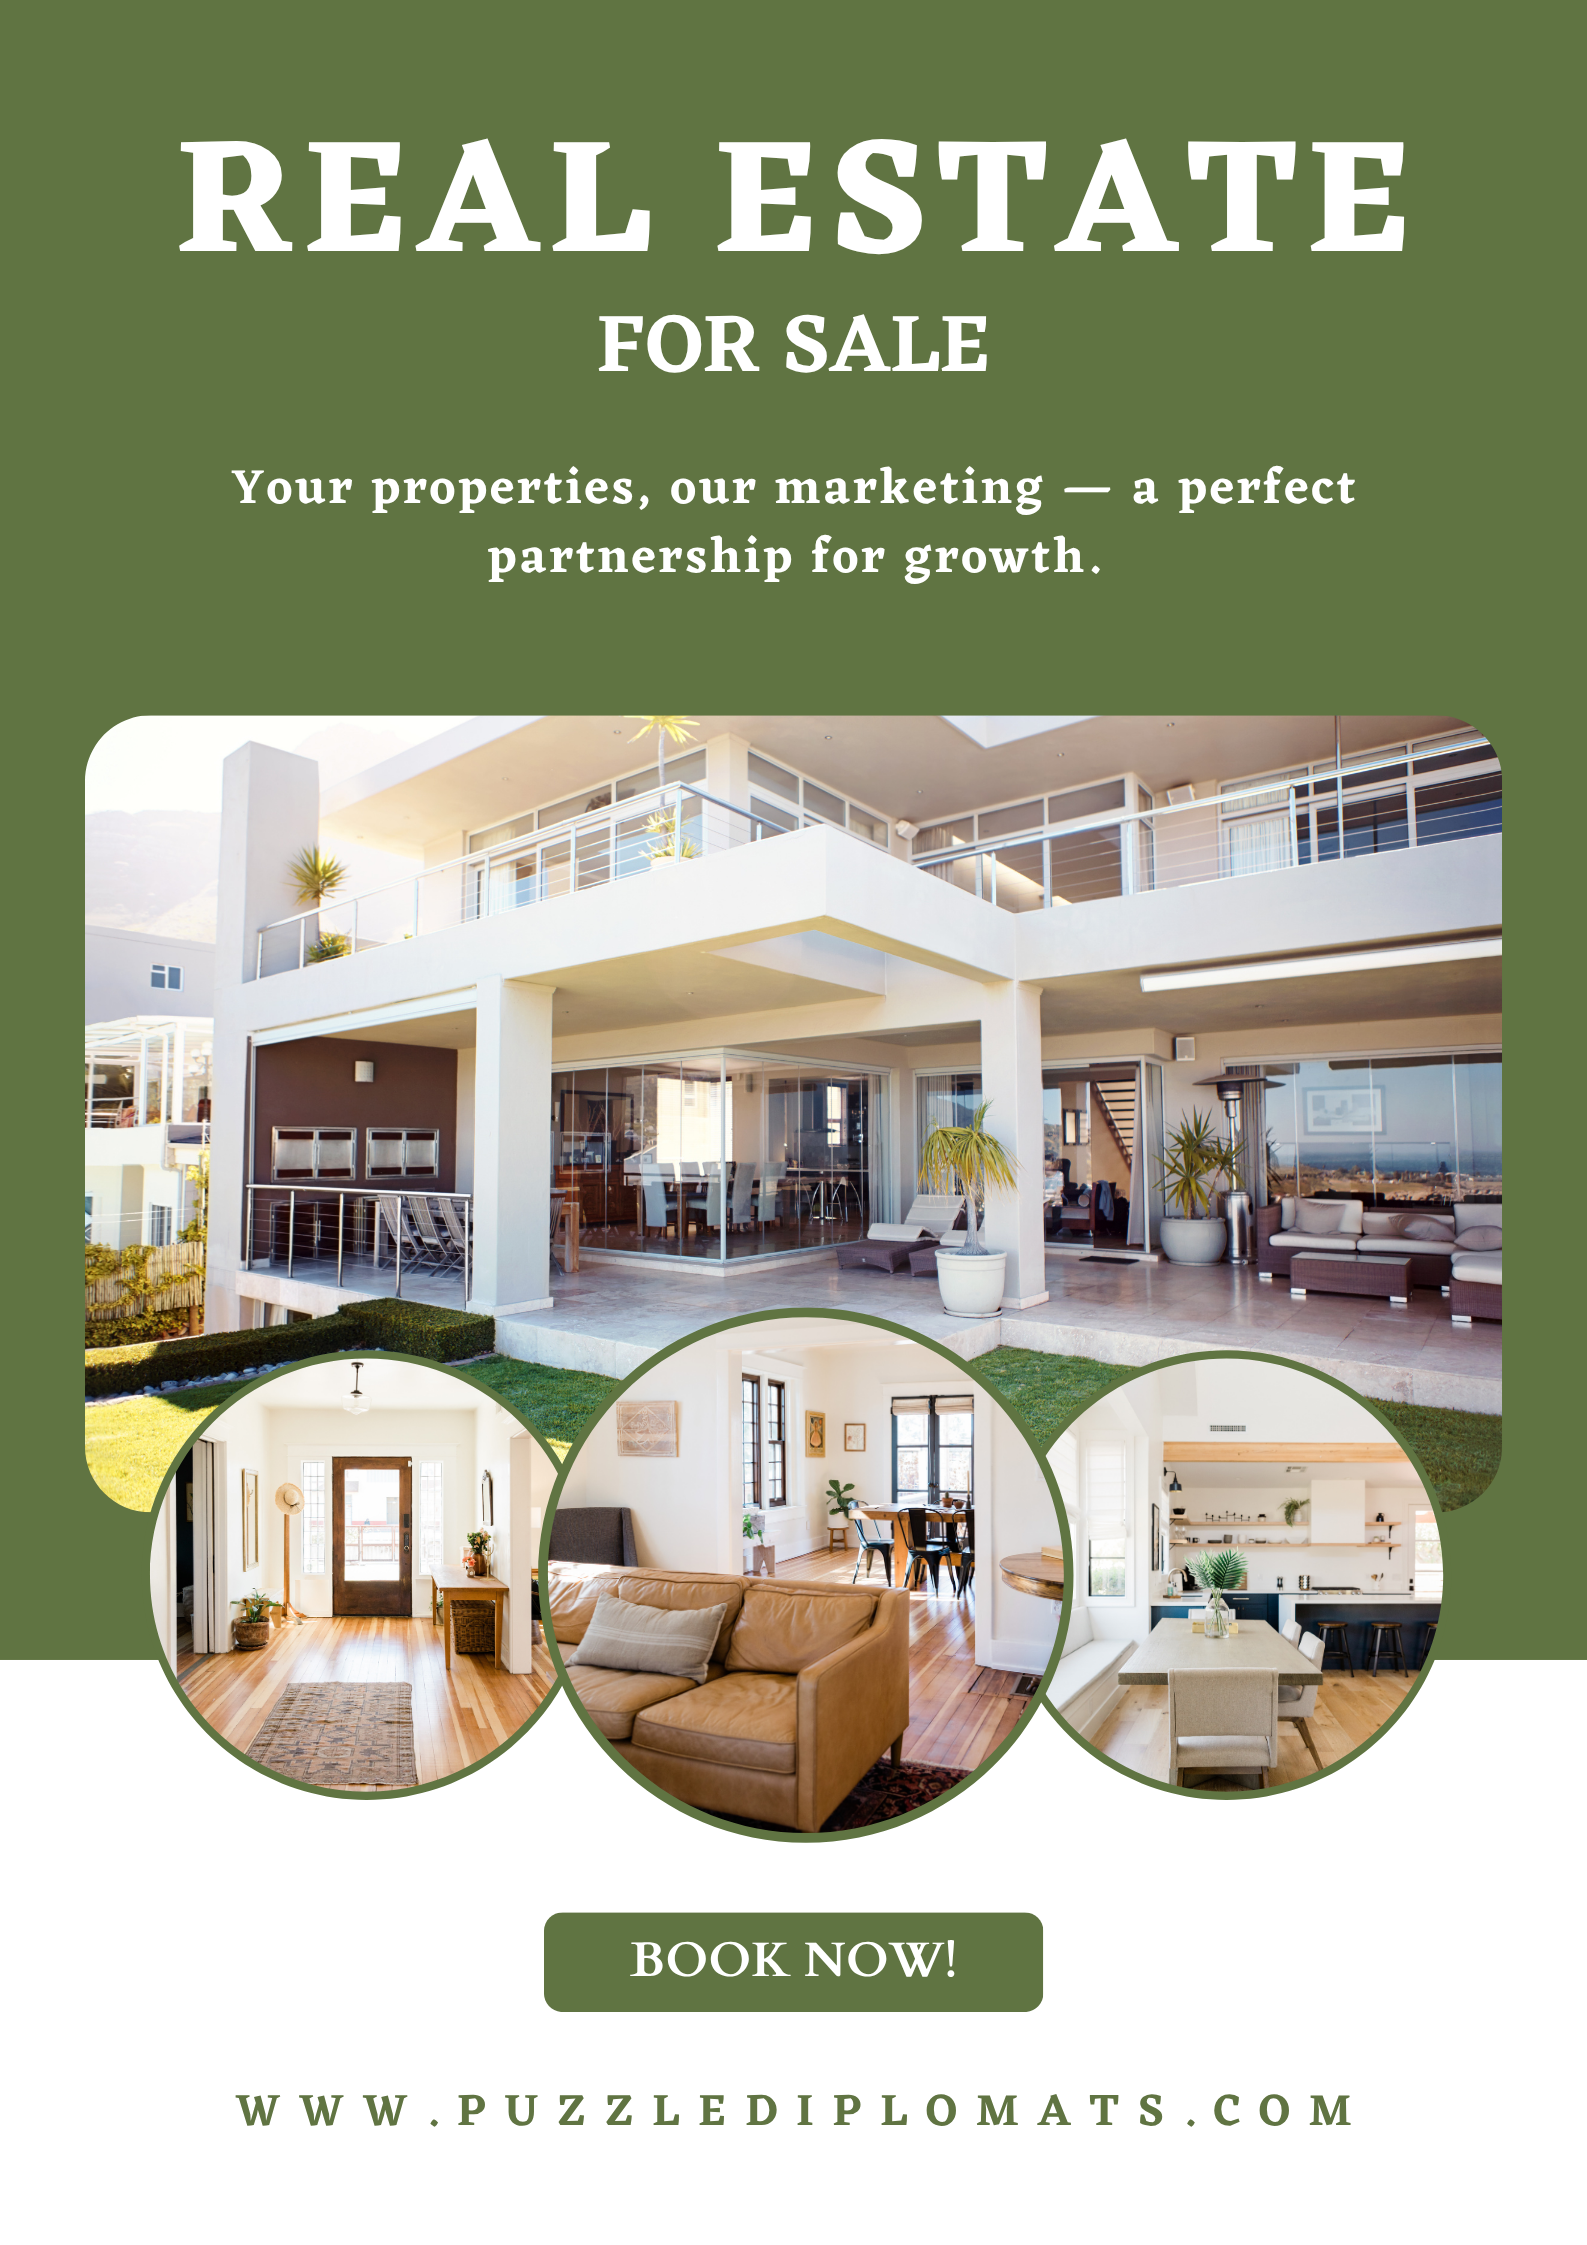 REAL ESTATE
FOR SALE
Your properties, our marketing — a perfect
partnership for growth.
BOOK NOW!
WWW.PUZZLEDIPLOMATS.COM